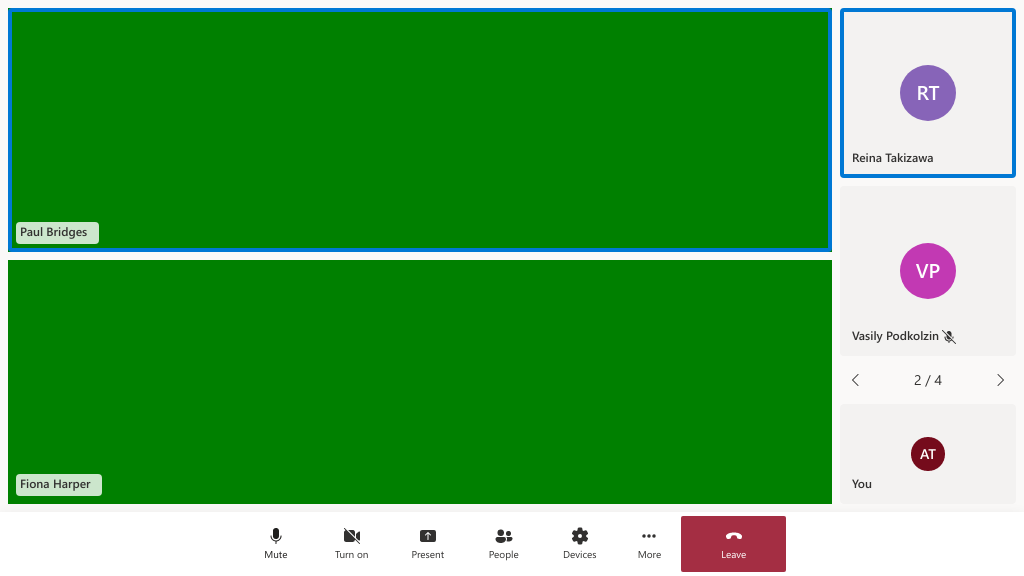 Paul Bridges
Fiona Harper
RT
Reina Takizawa
VP
Vasily Podkolzin
2 / 4
AT
You
Mute
Turn on
Present
People
Devices
More
Leave